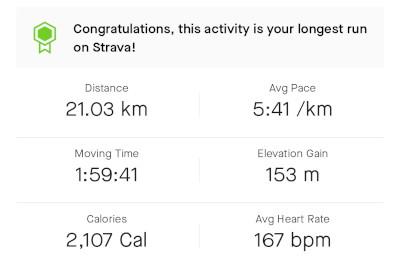 Congratulations, this activity is your longest run
on Strava!
Distance
21.03 km
Avg Pace
5:41 /km
Moving Time
1:59:41
Elevation Gain
153 m
Calories
2,107 Cal
Avg Heart Rate
167 bpm